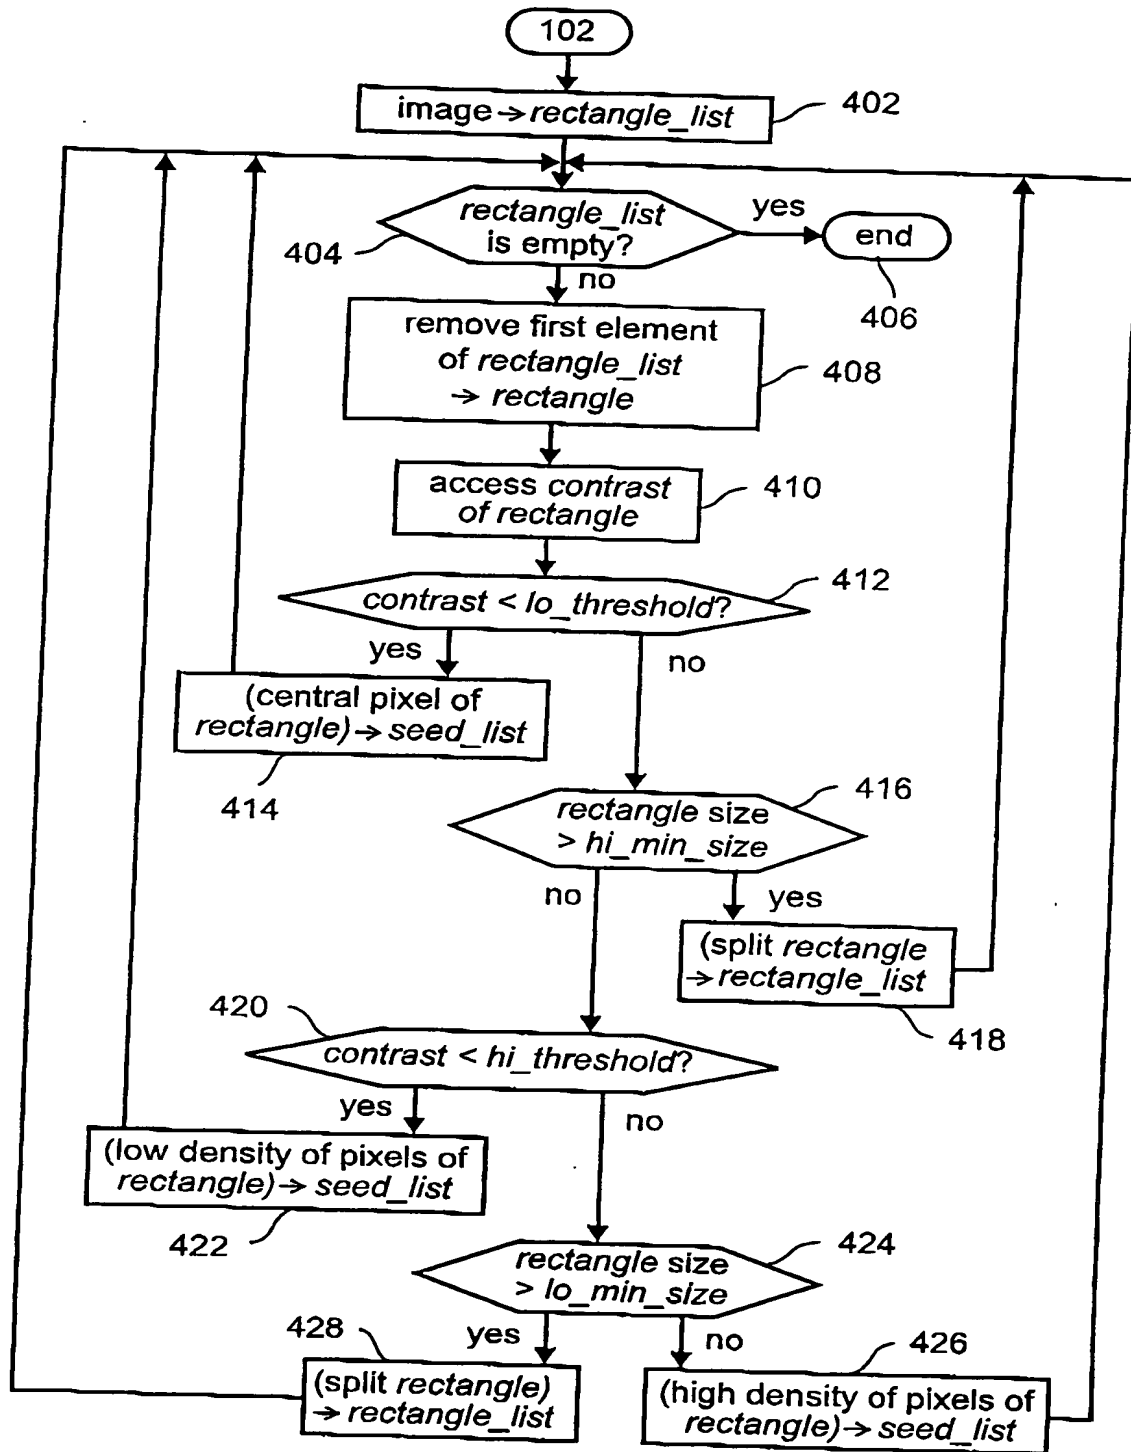 102
image → rectangle_list
402
rectangle_list
is empty?
yes
end
404
no
406
remove first element
of rectangle_list
→ rectangle
408
access contrast
of rectangle
410
contrast < lo_threshold?
412
yes
no
(central pixel of
rectangle) → seed_list
414
rectangle size
> hi_min_size
416
no
yes
(split rectangle
→ rectangle_list
418
420
contrast < hi_threshold?
yes
no
(low density of pixels of
rectangle) → seed_list
422
rectangle size
> lo_min_size
424
428
yes
no
426
(split rectangle)
→ rectangle_list
(high density of pixels of
rectangle) → seed_list